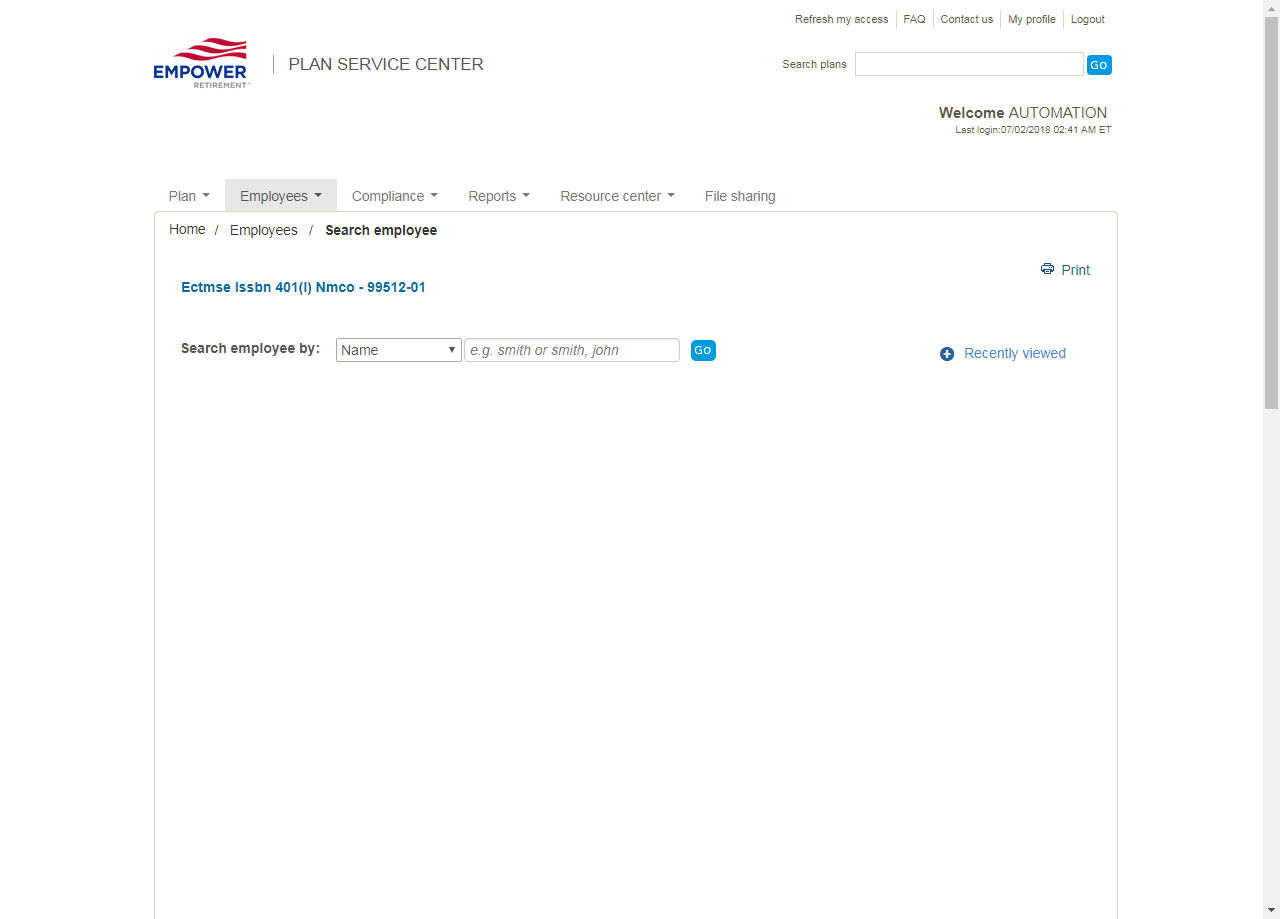 Refresh my access FAQ Contact us My profile Logout
EMPOWER
RETIREMENT™
PLAN SERVICE CENTER
Search plans GO
Welcome AUTOMATION
Last login:07/02/2018 02:41 AM ET
Plan Employees Compliance Reports Resource center File sharing
Home / Employees / Search employee
Print
Ectmse Issbn 401(I) Nmco - 99512-01
Search employee by: Name e.g. smith or smith, john GO
Recently viewed